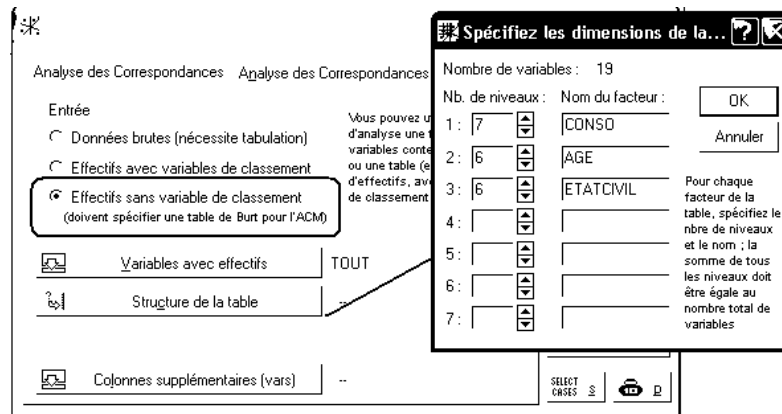 Analyse des Correspondances Analyse des Correspondances
Entrée
Données brutes (nécessite tabulation)
Effectifs avec variables de classement
Effectifs sans variable de classement
(doivent spécifier une table de Burt pour l'ACM)
Vous pouvez u
d'analyse une t
variables conte
ou une table (e
d'effectifs, ave
de classement
Variables avec effectifs TOUT
Structure de la table --
Colonnes supplémentaires (vars) --
SELECT CASES S D
Spécifiez les dimensions de la... ?
Nombre de variables : 19
Nb. de niveaux : Nom du facteur :
1 : 7 CONSO
2 : 6 AGE
3 : 6 ETATCIVIL
4 :
5 :
6 :
7 :
OK
Annuler
Pour chaque
facteur de la
table, spécifiez le
nbre de niveaux
et le nom ; la
somme de tous
les niveaux doit
être égale au
nombre total de
variables